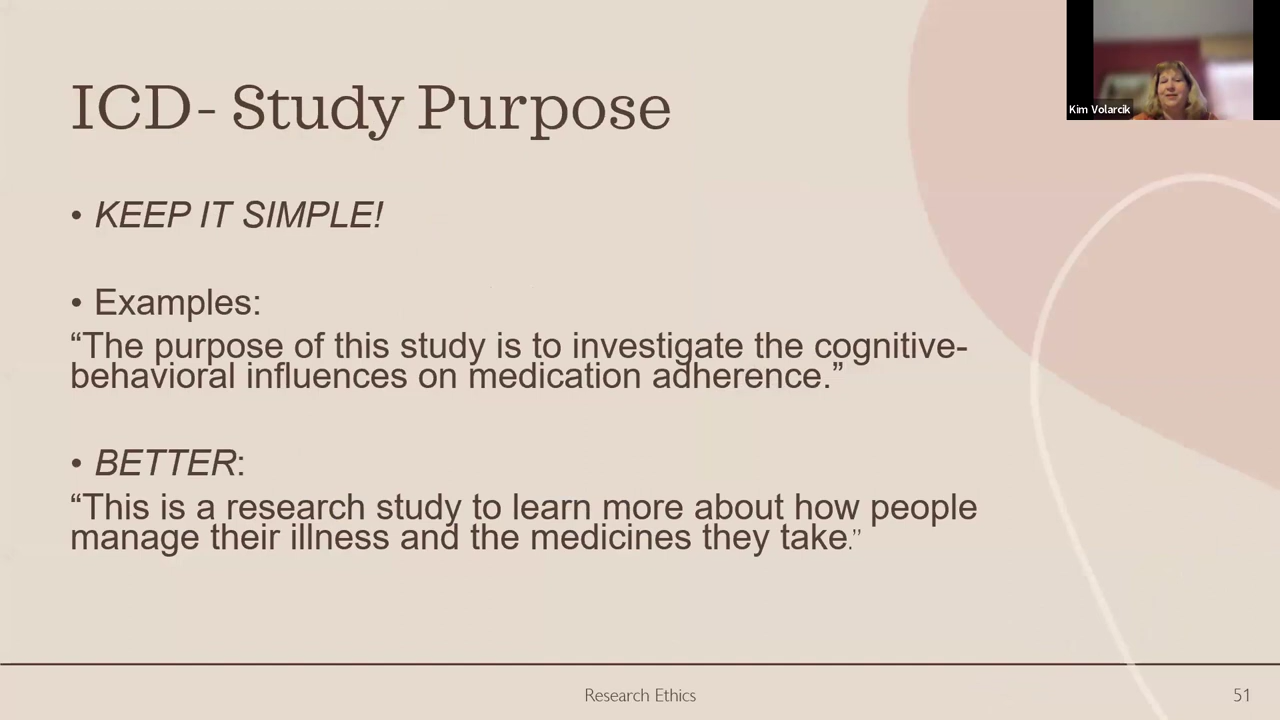 ICD- Study Purpose
Kim Volarcik
• KEEP IT SIMPLE!
• Examples:
“The purpose of this study is to investigate the cognitive-
behavioral influences on medication adherence.”
• BETTER:
“This is a research study to learn more about how people
manage their illness and the medicines they take.”
Research Ethics
51